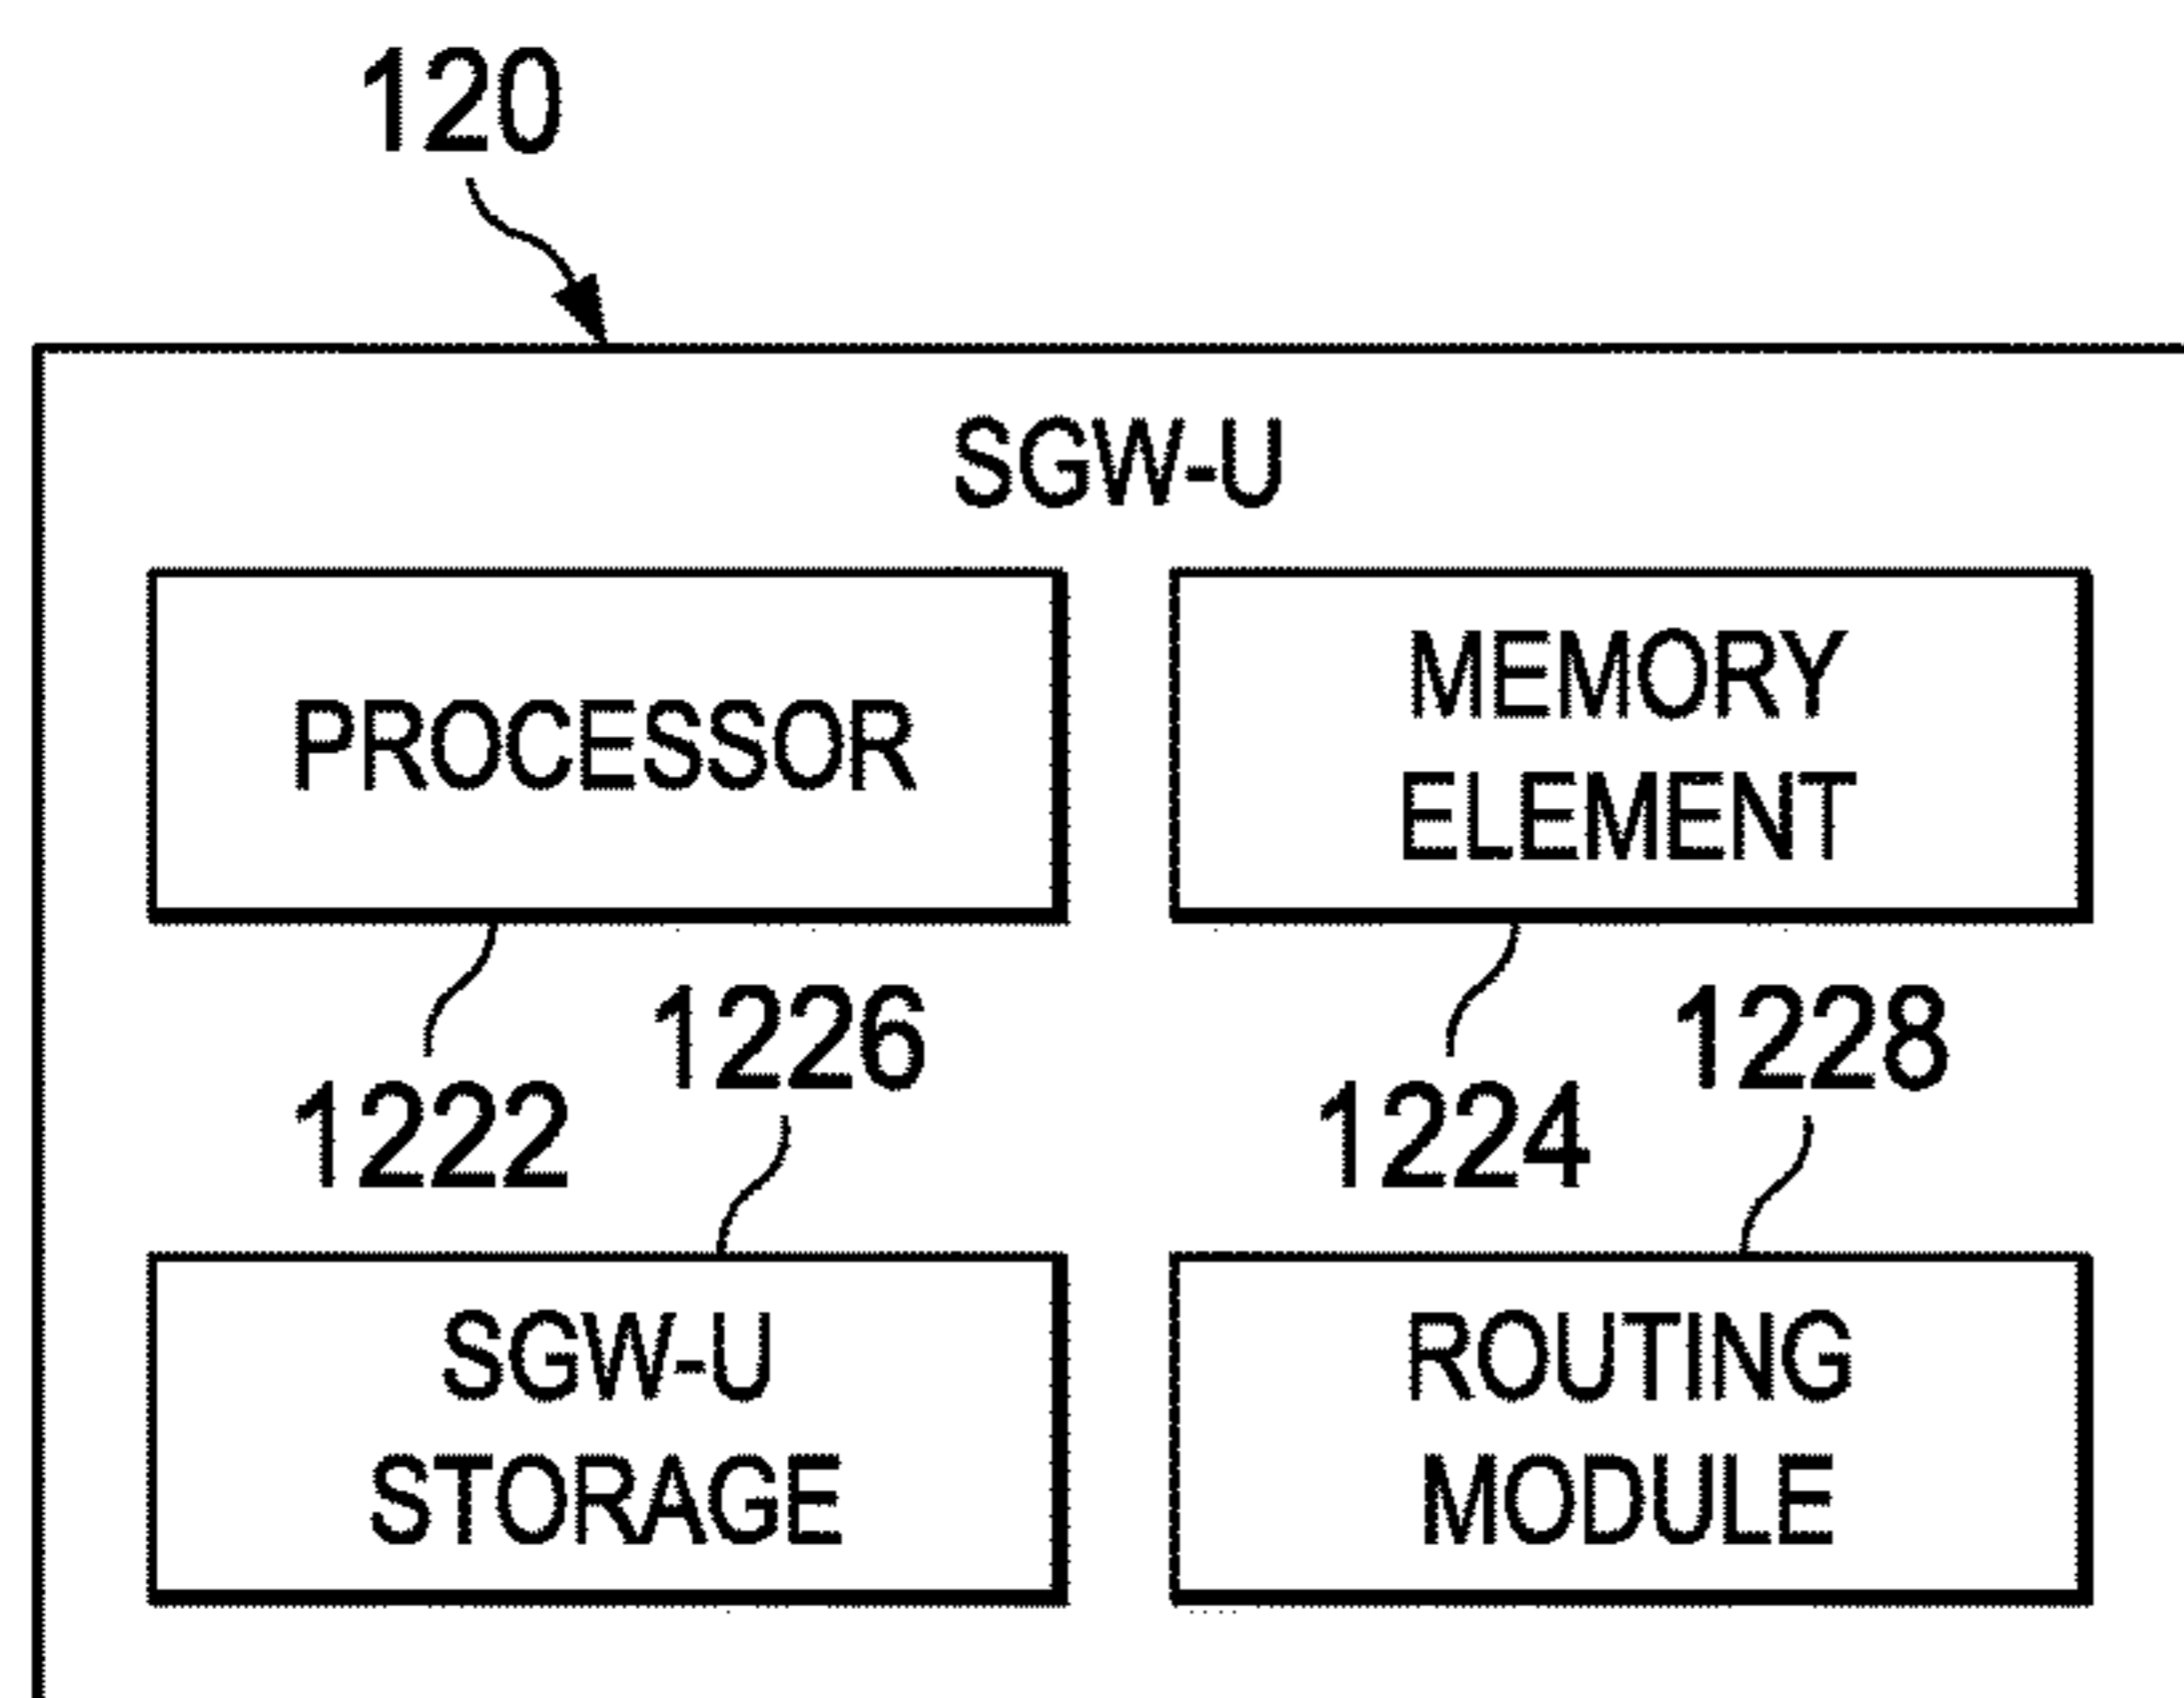 120
SGW-U
PROCESSOR
MEMORY
ELEMENT
1222
1226
1224
1228
SGW-U
STORAGE
ROUTING
MODULE